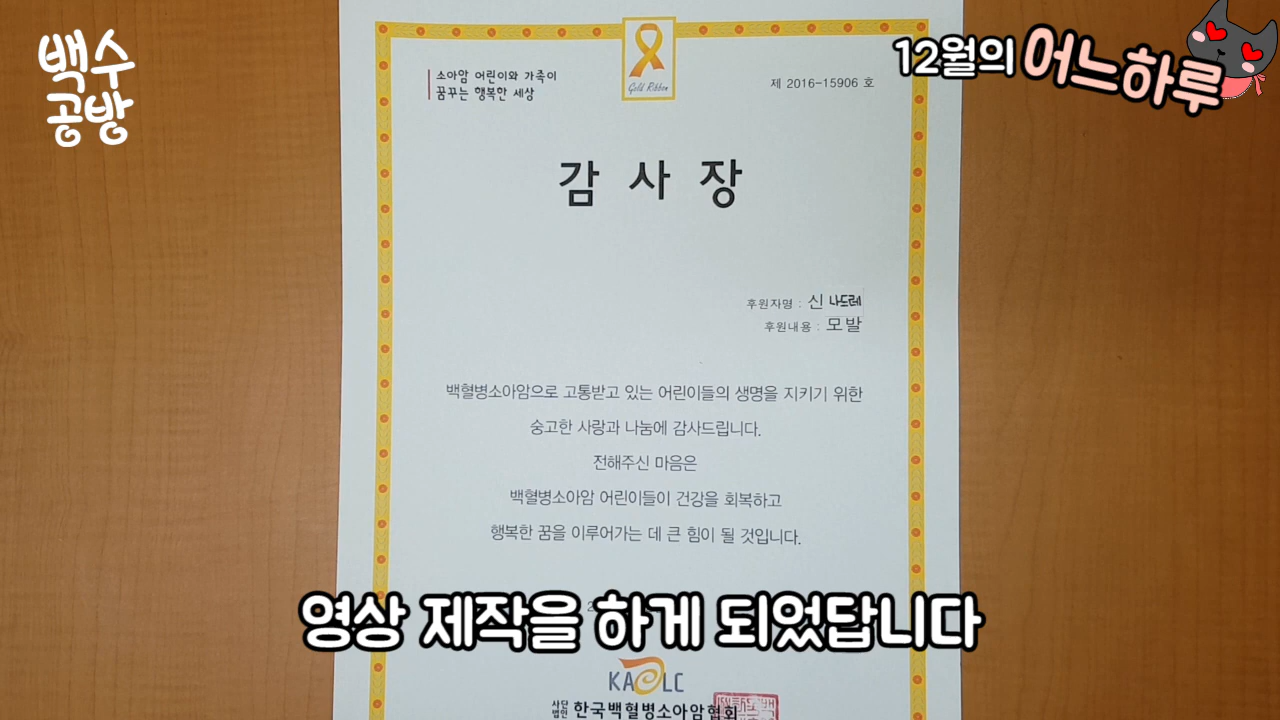 백수
공방
12월의 어느하루
소아암 어린이와 가족이
꿈꾸는 행복한 세상
Gold Ribbon
제 2016-15906 호
감 사 장
후원자명 : 신 나드레
후원내용 : 모발
백혈병소아암으로 고통받고 있는 어린이들의 생명을 지키기 위한
숭고한 사랑과 나눔에 감사드립니다.
전해주신 마음은
백혈병소아암 어린이들이 건강을 회복하고
행복한 꿈을 이루어가는 데 큰 힘이 될 것입니다.
영상 제작을 하게 되었답니다
KACLC
사단법인 한국백혈병소아암협회